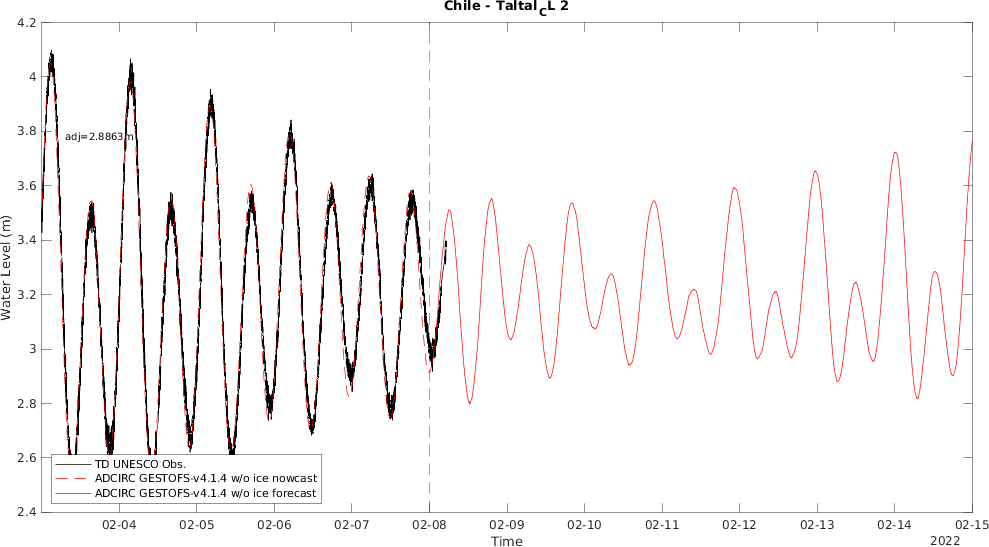 Chile - Taltal_CL 2
4.2
4
3.8
3.6
3.4
3.2
3
2.8
2.6
2.4
Water Level (m)
adj=2.8863m
TD UNESCO Obs.
ADCIRC GESTOFS-v4.1.4 w/o ice nowcast
ADCIRC GESTOFS-v4.1.4 w/o ice forecast
02-04 02-05 02-06 02-07 02-08 02-09 02-10 02-11 02-12 02-13 02-14 02-15
Time
2022